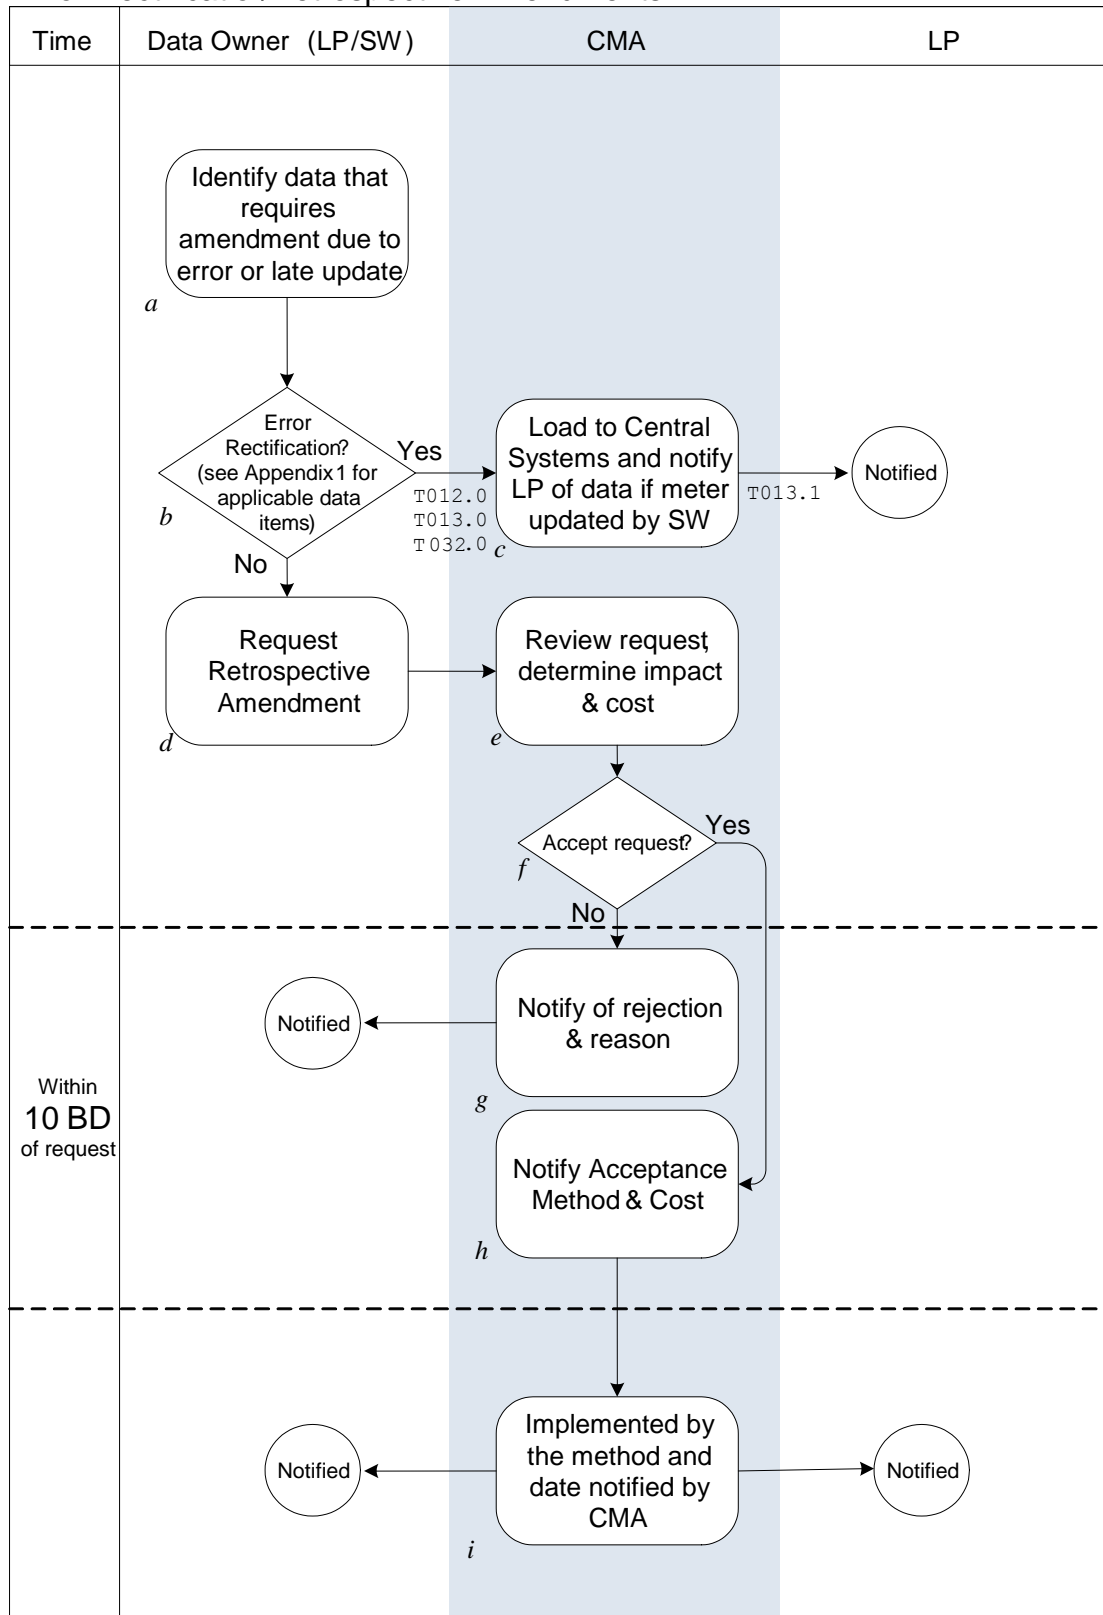 Time
Data Owner (LP/SW)
CMA
LP
Identify data that
requires
amendment due to
error or late update
a
Error
Rectification?
(see Appendix 1 for
applicable data
items)
b
Yes
T012.0
T013.0
T032.0
Load to Central
Systems and notify
LP of data if meter
updated by SW
c
T013.1
Notified
No
Request
Retrospective
Amendment
d
Review request,
determine impact
& cost
e
Accept request?
f
Yes
No
Within
10 BD
of request
Notify of rejection
& reason
g
Notified
Notify Acceptance
Method & Cost
h
Implemented by
the method and
date notified by
CMA
i
Notified
Notified